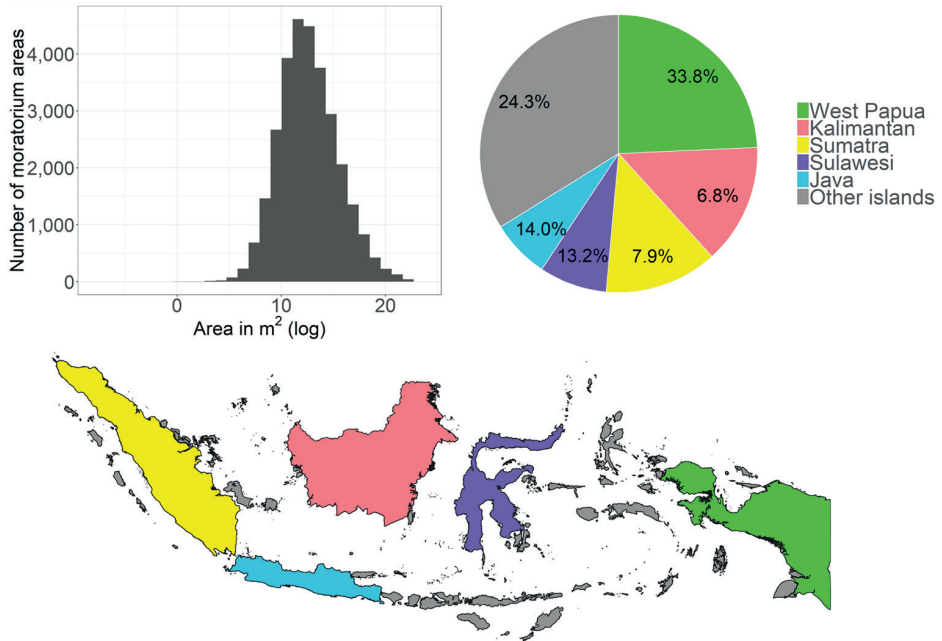 Number of moratorium areas
4,000
3,000
2,000
1,000
0
0
10
20
Area in m² (log)
33.8%
6.8%
7.9%
13.2%
14.0%
24.3%
West Papua
Kalimantan
Sumatra
Sulawesi
Java
Other islands